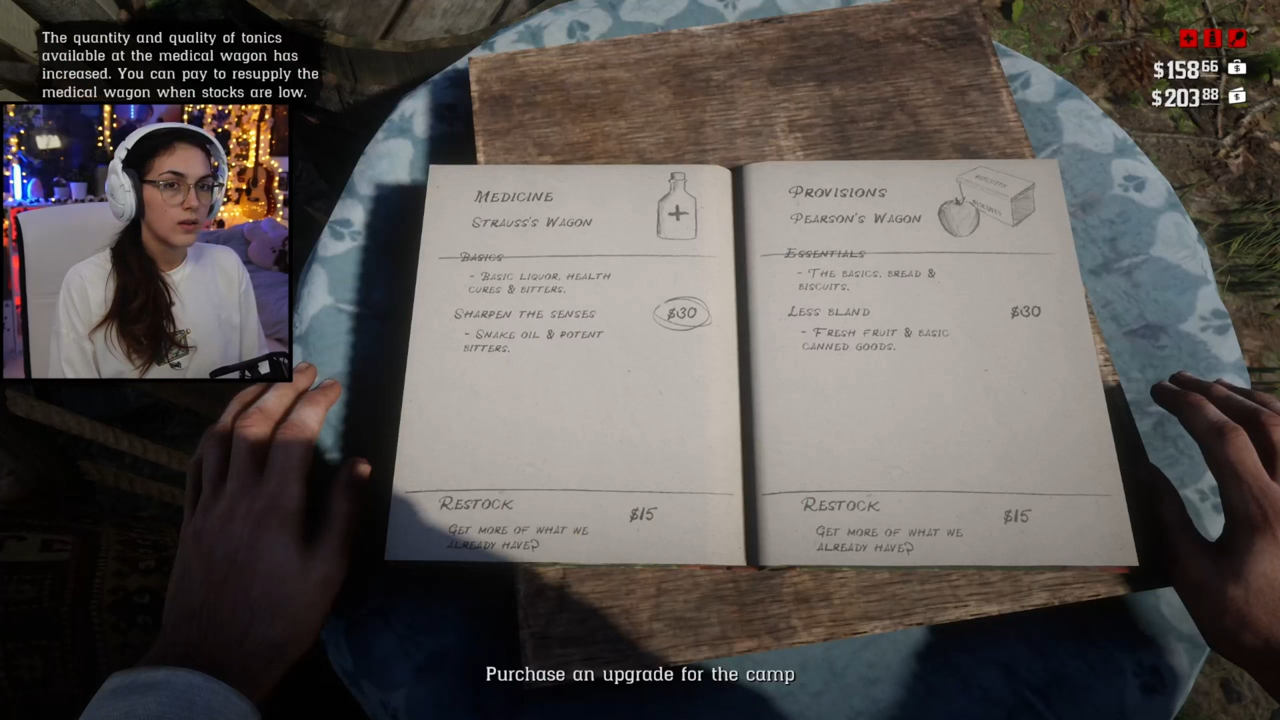 The quantity and quality of tonics
available at the medical wagon has
increased. You can pay to resupply the
medical wagon when stocks are low.
$158 66
$203 88
Medicine
Strauss's Wagon
Basics
- Basic liquor, health
cures & bitters.
Sharpen the senses $30
- Snake oil & potent
bitters.
Restock $15
Get more of what we
already have?
Provisions
Pearson's Wagon
Essentials
- The basics, bread &
biscuits.
Less bland $30
- Fresh fruit & basic
canned goods.
Restock $15
Get more of what we
already have?
Purchase an upgrade for the camp